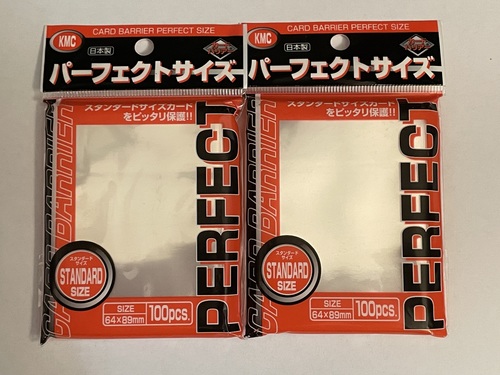 CARD BARRIER PERFECT SIZE
KMC
日本製
パーフェクトサイズ
スタンダードサイズカード
をピッタリ保護!!
CARD BARRIER
PERFECT
スタンダード
サイズ
STANDARD
SIZE
SIZE
64×89mm
100pcs.
CARD BARRIER PERFECT SIZE
KMC
日本製
パーフェクトサイズ
スタンダードサイズカード
をピッタリ保護!!
CARD BARRIER
PERFECT
スタンダード
サイズ
STANDARD
SIZE
SIZE
64×89mm
100pcs.